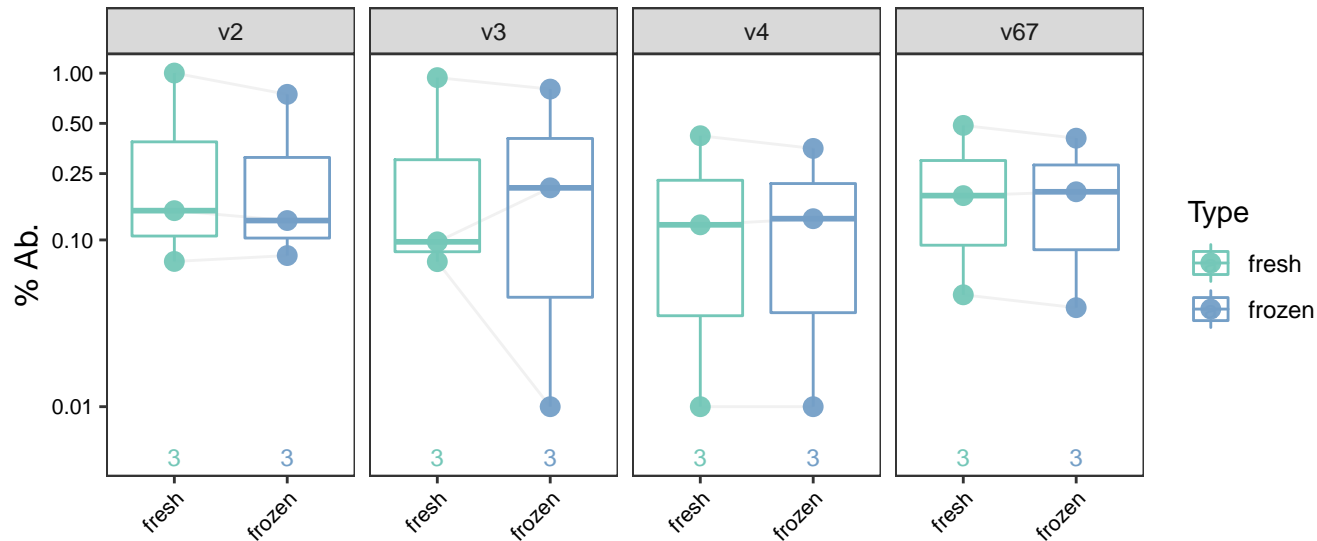 v2 v3 v4 v67
% Ab.
1.00
0.50
0.25
0.10
0.01
3 3 3 3 3 3 3 3
fresh frozen fresh frozen fresh frozen fresh frozen
Type
fresh
frozen